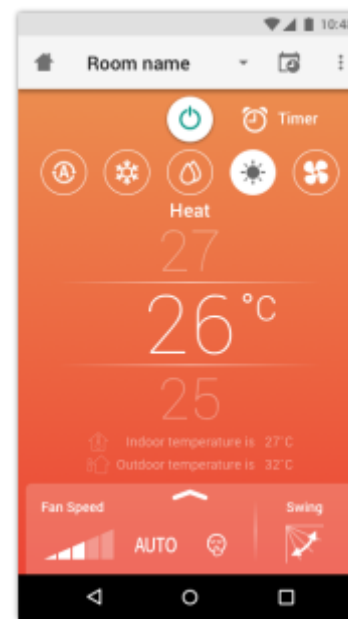 10:4
Room name
Timer
A
Heat
27
26°C
25
Indoor temperature is 27°C
Outdoor temperature is 32°C
Fan Speed
Swing
AUTO